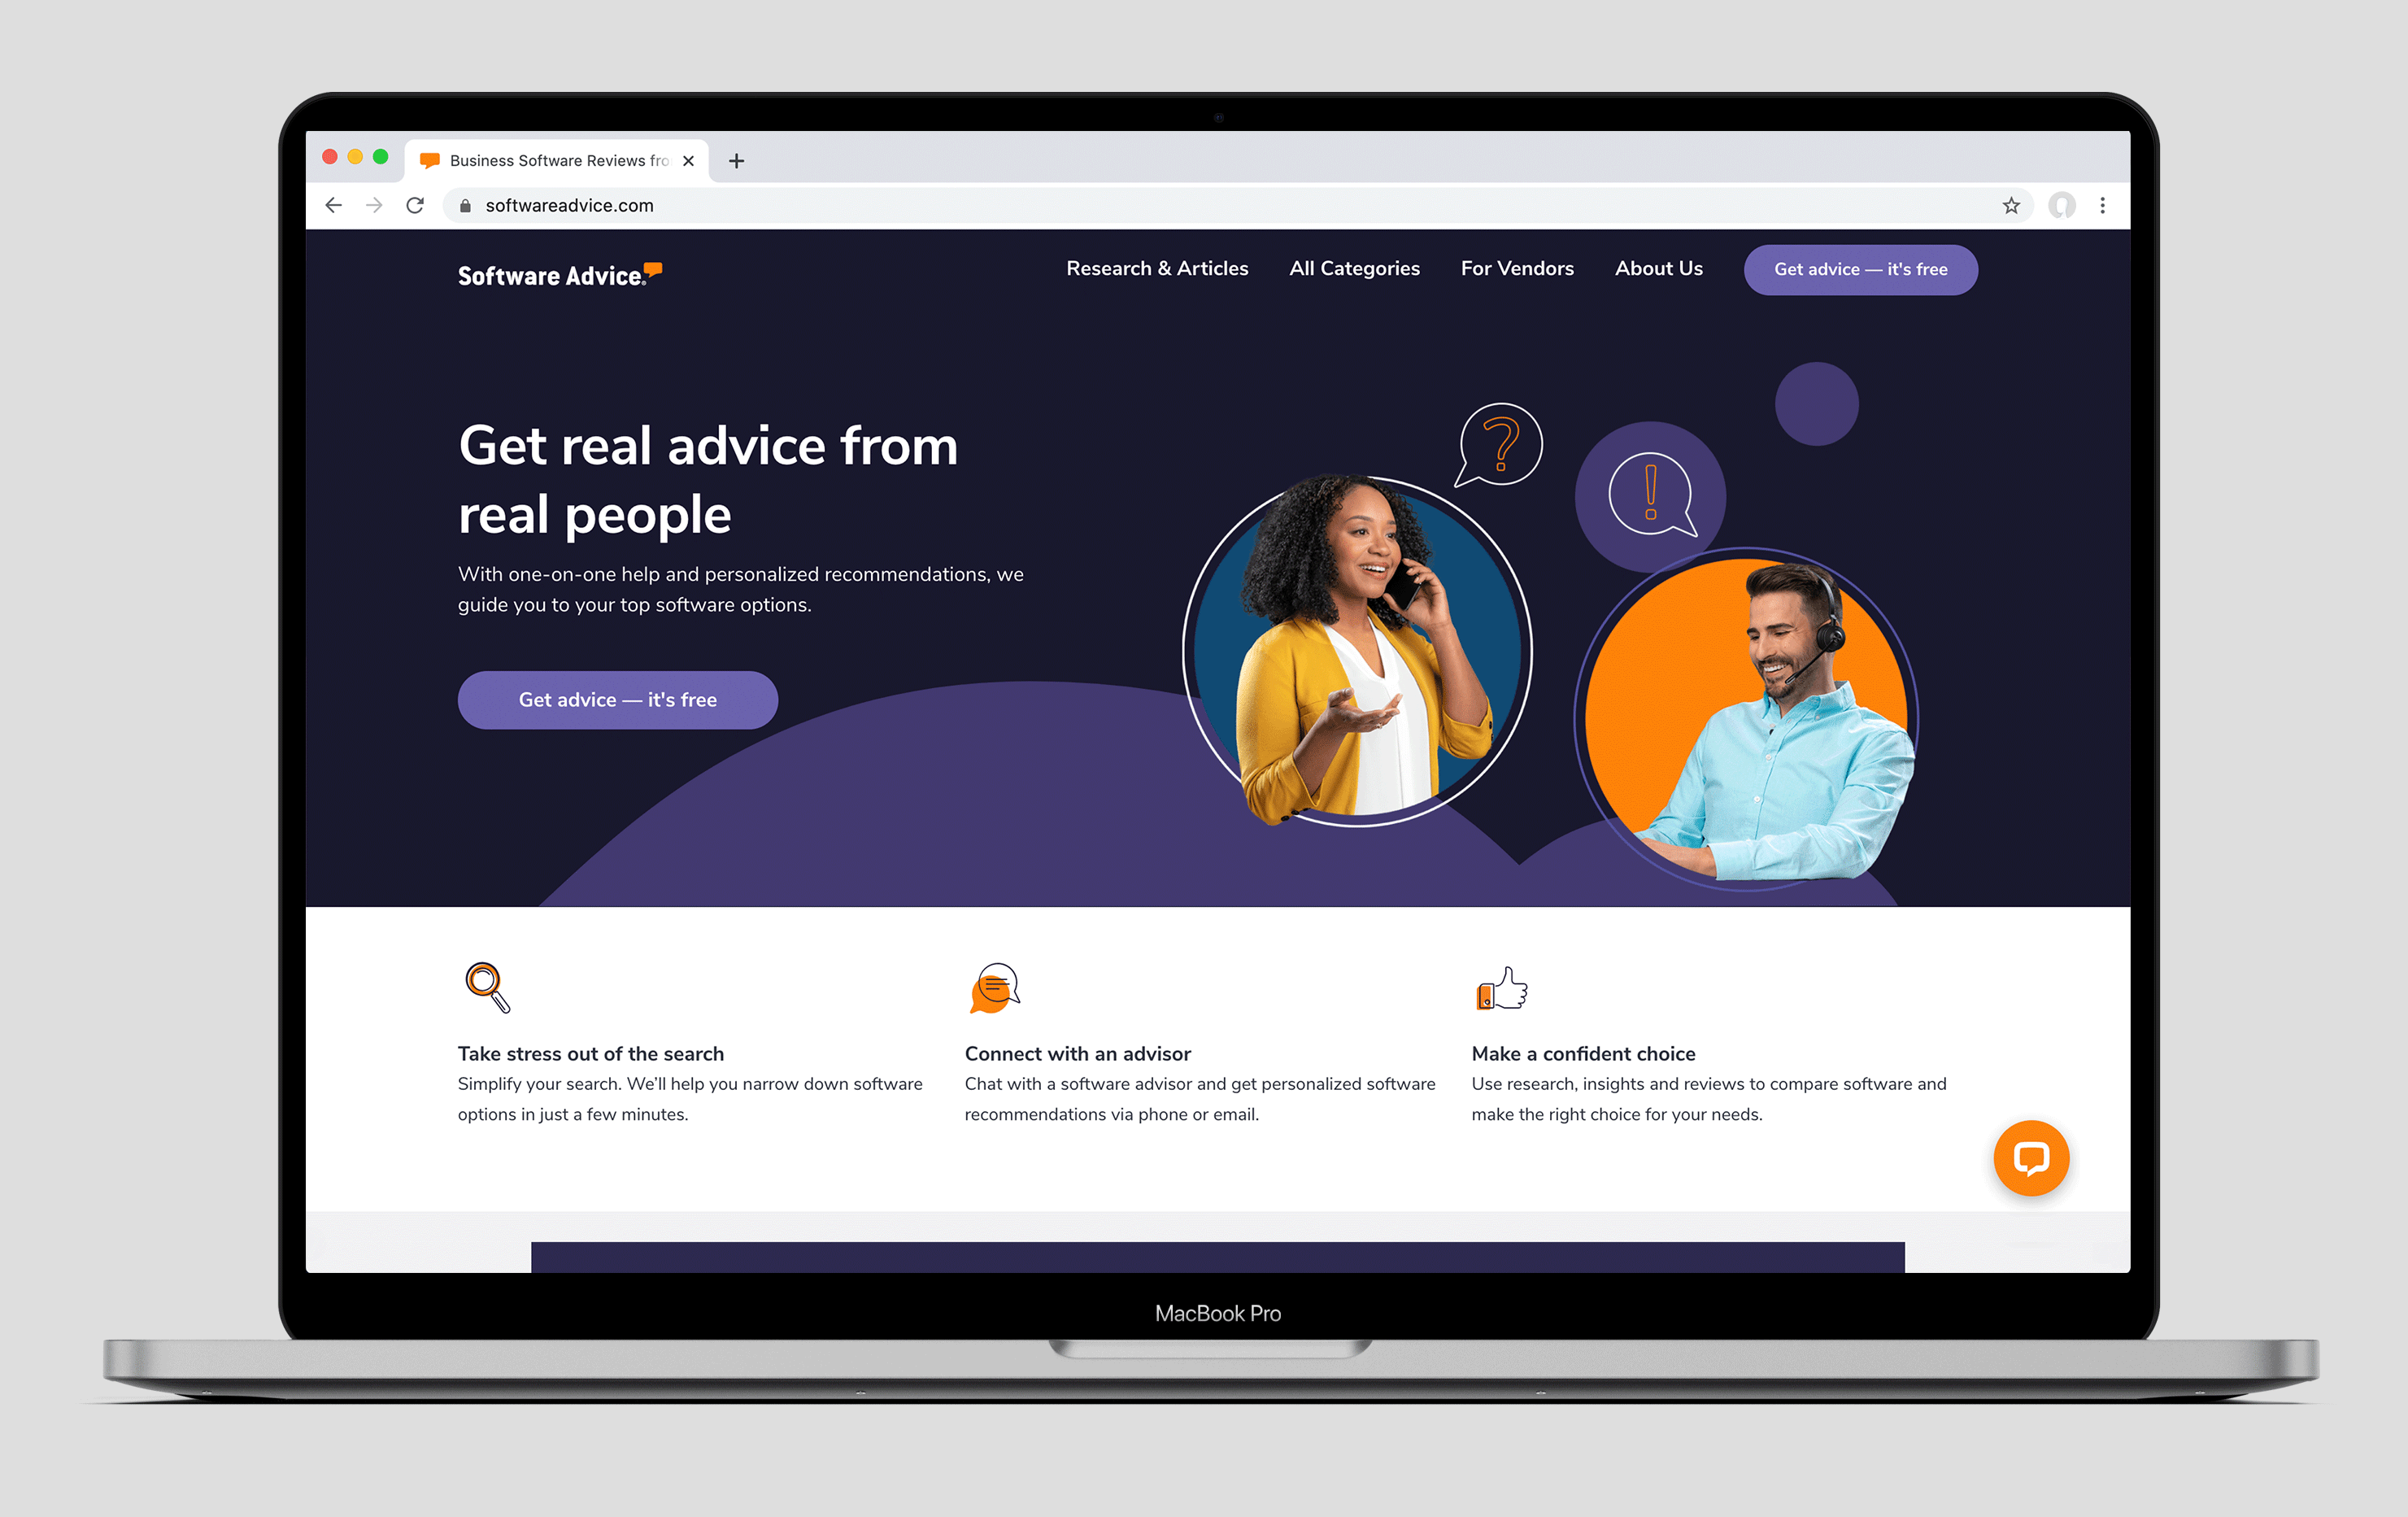 Business Software Reviews fro
softwareadvice.com
Software Advice.
Research & Articles
All Categories
For Vendors
About Us
Get advice — it's free
Get real advice from
real people
With one-on-one help and personalized recommendations, we
guide you to your top software options.
Get advice — it's free
?
!
Take stress out of the search
Simplify your search. We'll help you narrow down software
options in just a few minutes.
Connect with an advisor
Chat with a software advisor and get personalized software
recommendations via phone or email.
Make a confident choice
Use research, insights and reviews to compare software and
make the right choice for your needs.
MacBook Pro